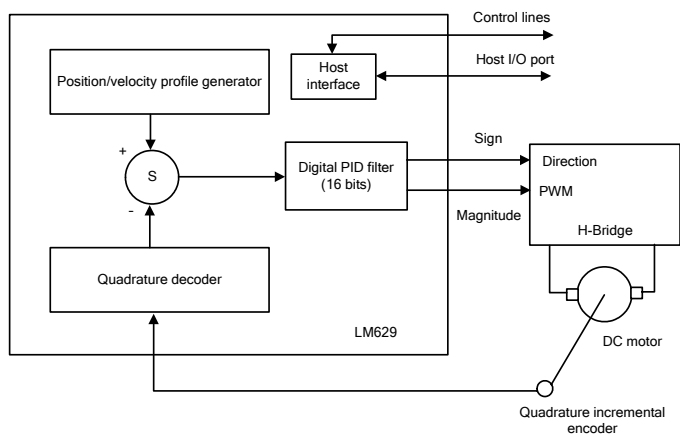 Control lines
Position/velocity profile generator
Host
interface
Host I/O port
+
S
-
Digital PID filter
(16 bits)
Sign
Magnitude
Direction
PWM
H-Bridge
Quadrature decoder
LM629
DC motor
Quadrature incremental
encoder